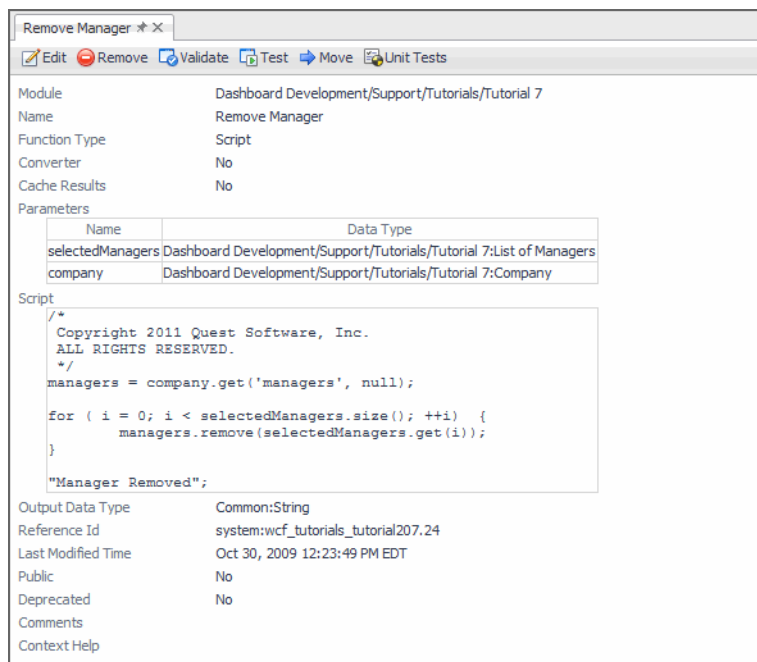 Remove Manager
Edit Remove Validate Test Move Unit Tests
Module Dashboard Development/Support/Tutorials/Tutorial 7
Name Remove Manager
Function Type Script
Converter No
Cache Results No
Parameters
Name Data Type
selectedManagers Dashboard Development/Support/Tutorials/Tutorial 7:List of Managers
company Dashboard Development/Support/Tutorials/Tutorial 7:Company
Script
/*
Copyright 2011 Quest Software, Inc.
ALL RIGHTS RESERVED.
*/
managers = company.get('managers', null);
for ( i = 0; i < selectedManagers.size(); ++i) {
managers.remove(selectedManagers.get(i));
}
"Manager Removed";
Output Data Type Common:String
Reference Id system:wcf_tutorials_tutorial207.24
Last Modified Time Oct 30, 2009 12:23:49 PM EDT
Public No
Deprecated No
Comments
Context Help